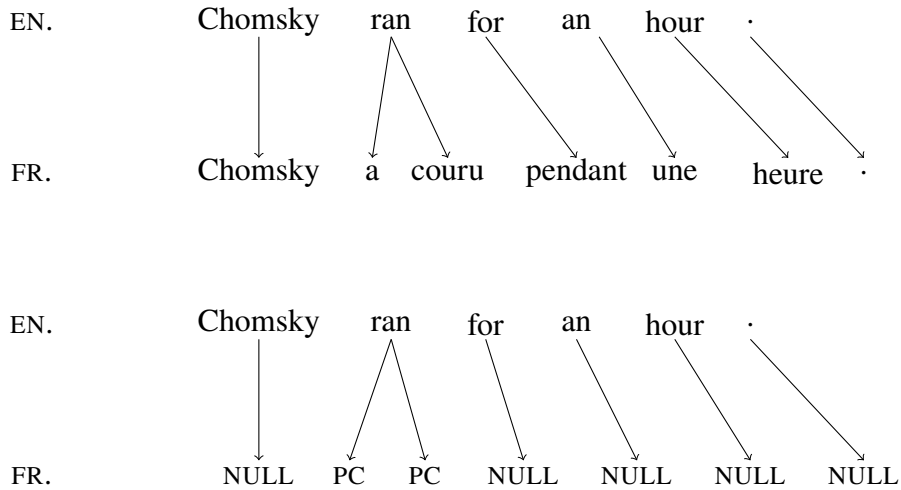 EN. Chomsky ran for an hour .
FR. Chomsky a couru pendant une heure .
EN. Chomsky ran for an hour .
FR. NULL PC PC NULL NULL NULL NULL